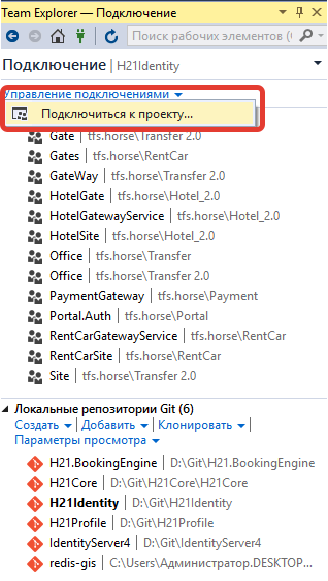 Team Explorer — Подключение
Поиск рабочих элементов (
Подключение | H21Identity
Управление подключениями
Подключиться к проекту...
Gate | tfs.horse\Transfer 2.0
Gates | tfs.horse\RentCar
GateWay | tfs.horse\Transfer 2.0
HotelGate | tfs.horse\Hotel_2.0
HotelGatewayService | tfs.horse\Hotel_2.0
HotelSite | tfs.horse\Hotel_2.0
Office | tfs.horse\Transfer
Office | tfs.horse\Transfer 2.0
PaymentGateway | tfs.horse\Payment
Portal.Auth | tfs.horse\Portal
RentCarGatewayService | tfs.horse\RentCar
RentCarSite | tfs.horse\RentCar
Site | tfs.horse\Transfer 2.0
Локальные репозитории Git (6)
Создать | Добавить | Клонировать |
Параметры просмотра
H21.BookingEngine | D:\Git\H21.BookingEngine
H21Core | D:\Git\H21Core\H21Core
H21Identity | D:\Git\H21Identity
H21Profile | D:\Git\H21Profile
IdentityServer4 | D:\Git\IdentityServer4
redis-gis | C:\Users\Администратор.DESKTOP...